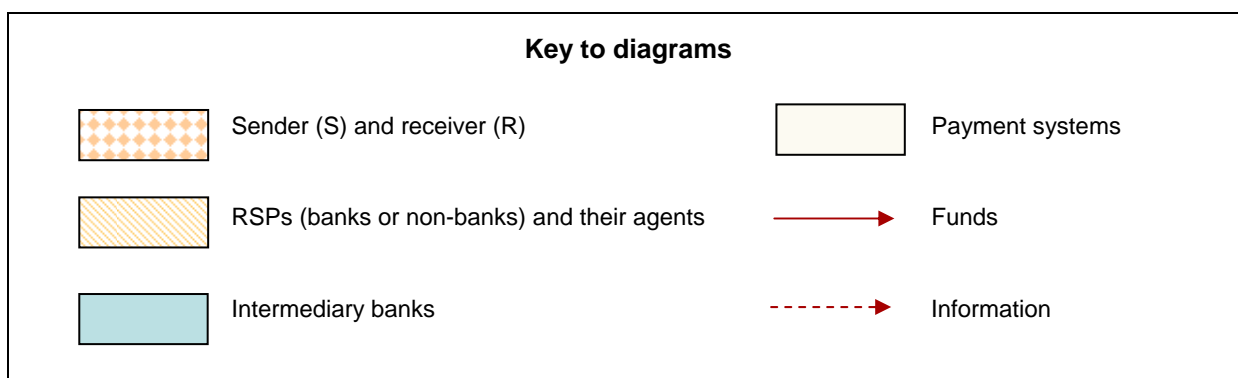 Key to diagrams
Sender (S) and receiver (R)
Payment systems
RSPs (banks or non-banks) and their agents
Funds
Intermediary banks
Information